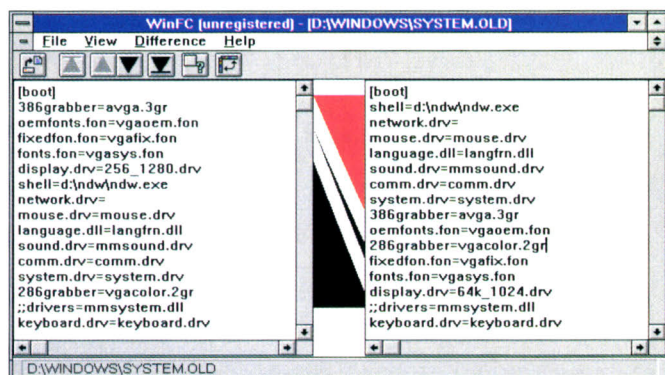 WinFC (unregistered) - [D:\WINDOWS\SYSTEM.OLD]
File View Difference Help
[boot]
386grabber=avga.3gr
oemfonts.fon=vgaoem.fon
fixedfon.fon=vgafix.fon
fonts.fon=vgasys.fon
display.drv=256_1280.drv
shell=d:\ndw\ndw.exe
network.drv=
mouse.drv=mouse.drv
language.dll=langfrn.dll
sound.drv=mmsound.drv
comm.drv=comm.drv
system.drv=system.drv
286grabber=vgacolor.2gr
;;drivers=mmsystem.dll
keyboard.drv=keyboard.drv
[boot]
shell=d:\ndw\ndw.exe
network.drv=
mouse.drv=mouse.drv
language.dll=langfrn.dll
sound.drv=mmsound.drv
comm.drv=comm.drv
system.drv=system.drv
386grabber=avga.3gr
oemfonts.fon=vgaoem.fon
286grabber=vgacolor.2gr
fixedfon.fon=vgafix.fon
fonts.fon=vgasys.fon
display.drv=64k_1024.drv
;;drivers=mmsystem.dll
keyboard.drv=keyboard.drv
D:\WINDOWS\SYSTEM.OLD